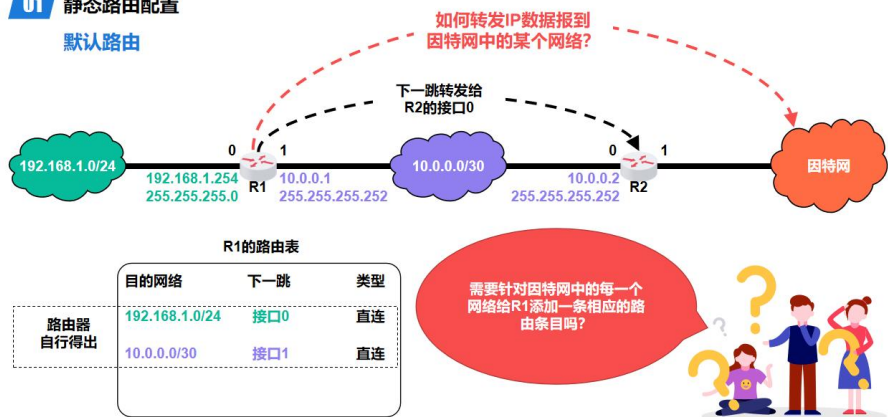 01 静态路由配置
默认路由
如何转发IP数据报到
因特网中的某个网络?
下一跳转发给
R2的接口0
0 1 0 1
192.168.1.0/24 10.0.0.0/30 因特网
192.168.1.254 R1 10.0.0.1 10.0.0.2 R2
255.255.255.0 255.255.255.252 255.255.255.252
R1的路由表
目的网络 下一跳 类型
192.168.1.0/24 接口0 直连
10.0.0.0/30 接口1 直连
路由器
自行得出
需要针对因特网中的每一个
网络给R1添加一条相应的路
由条目吗?